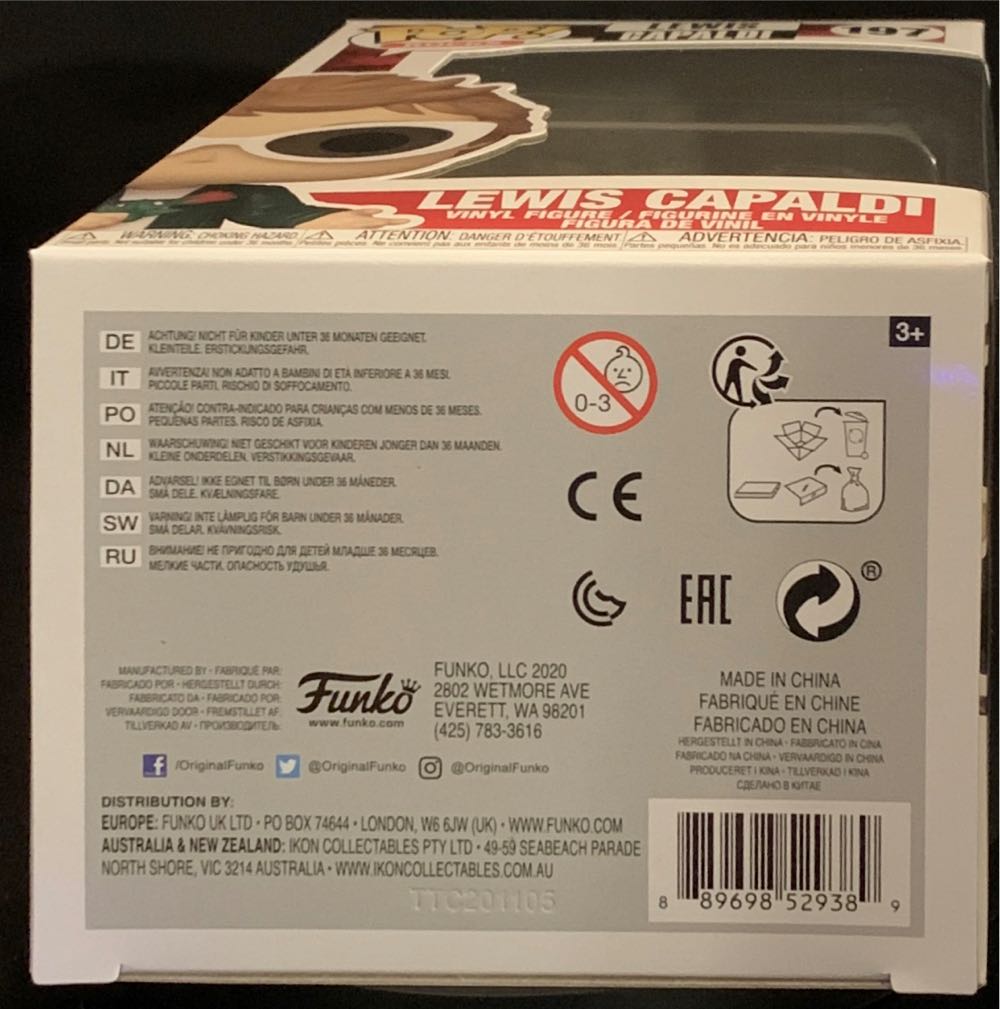 POP!
ROCKS
LEWIS
CAPALDI
197
LEWIS CAPALDI
VINYL FIGURE / FIGURINE EN VINYLE
FIGURA DE VINIL
WARNING: CHOKING HAZARD. ATTENTION: DANGER D'ÉTOUFFEMENT. ADVERTENCIA: PELIGRO DE ASFIXIA.
3+
DE ACHTUNG! NICHT FÜR KINDER UNTER 36 MONATEN GEEIGNET.
KLEINTEILE. ERSTICKUNGSGEFAHR.
IT AVVERTENZA! NON ADATTO A BAMBINI DI ETÀ INFERIORE A 36 MESI.
PICCOLE PARTI. RISCHIO DI SOFFOCAMENTO.
PO ATENÇÃO! CONTRA-INDICADO PARA CRIANÇAS COM MENOS DE 36 MESES.
PEQUENAS PARTES. RISCO DE ASFIXIA.
NL WAARSCHUWING! NIET GESCHIKT VOOR KINDEREN JONGER DAN 36 MAANDEN.
KLEINE ONDERDELEN. VERSTIKKINGSGEVAAR.
DA ADVARSEL! IKKE EGNET TIL BØRN UNDER 36 MÅNEDER.
SMÅ DELE. KVÆLNINGSFARE.
SW VARNING! INTE LÄMPLIG FÖR BARN UNDER 36 MÅNADER.
SMÅ DELAR. KVÄVNINGSRISK.
RU ВНИМАНИЕ! НЕ ПРИГОДНО ДЛЯ ДЕТЕЙ МЛАДШЕ 36 МЕСЯЦЕВ.
МЕЛКИЕ ЧАСТИ. ОПАСНОСТЬ УДУШЬЯ.
0-3
CE
EAC
®
MANUFACTURED BY • FABRIQUÉ PAR:
FABRICADO POR • HERGESTELLT DURCH:
FABBRICATO DA • FABRICADO POR:
VERVAARDIGD DOOR • FREMSTILLET AF:
TILLVERKAD AV • ПРОИЗВОДИТЕЛЬ:
Funko
www.funko.com
FUNKO, LLC 2020
2802 WETMORE AVE
EVERETT, WA 98201
(425) 783-3616
MADE IN CHINA
FABRIQUÉ EN CHINE
FABRICADO EN CHINA
HERGESTELLT IN CHINA • FABBRICATO IN CINA
FABRICADO NA CHINA • VERVAARDIGD IN CHINA
PRODUCERET I KINA • TILLVERKAD I KINA
СДЕЛАНО В КИТАЕ
/OriginalFunko @OriginalFunko @OriginalFunko
DISTRIBUTION BY:
EUROPE: FUNKO UK LTD • PO BOX 74644 • LONDON, W6 6JW (UK) • WWW.FUNKO.COM
AUSTRALIA & NEW ZEALAND: IKON COLLECTABLES PTY LTD • 49-59 SEABEACH PARADE
NORTH SHORE, VIC 3214 AUSTRALIA • WWW.IKONCOLLECTABLES.COM.AU
TTC201105
8 89698 52938 9